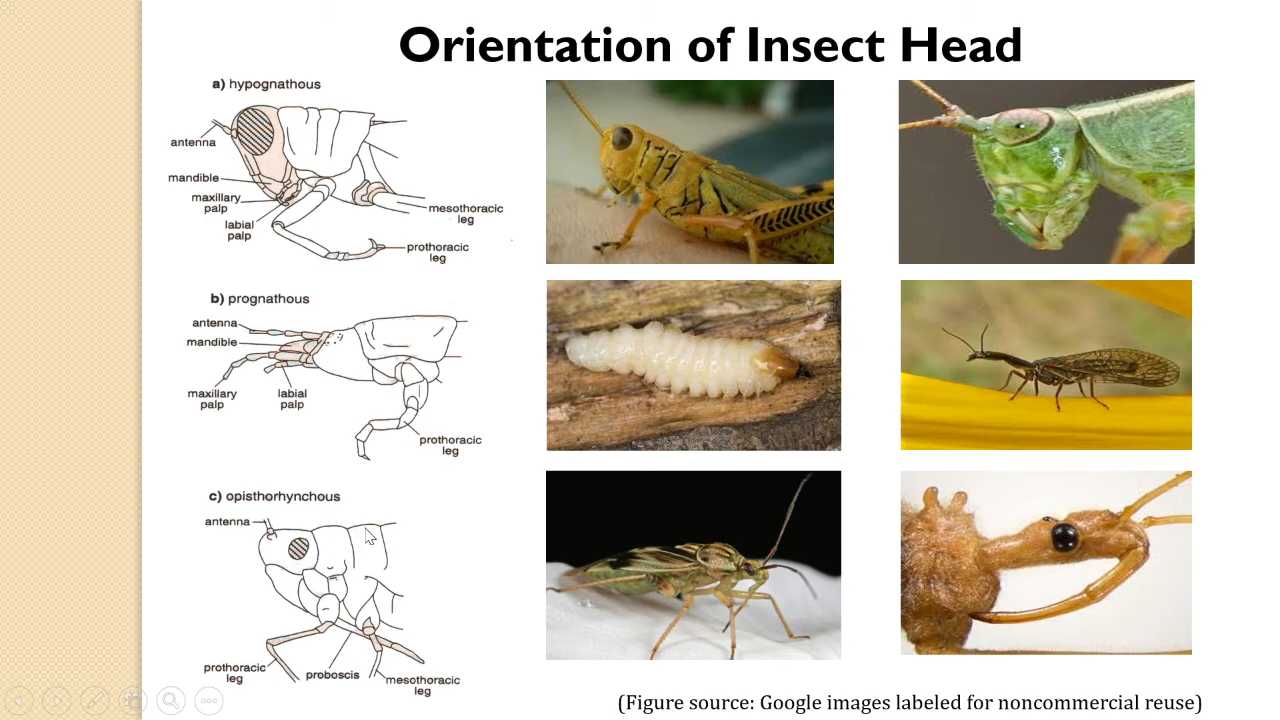 Orientation of Insect Head
a) hypognathous
antenna
mandible
maxillary
palp
labial
palp
mesothoracic
leg
prothoracic
leg
b) prognathous
antenna
mandible
maxillary
palp
labial
palp
prothoracic
leg
c) opisthorhynchous
antenna
prothoracic
leg
proboscis
mesothoracic
leg
(Figure source: Google images labeled for noncommercial reuse)